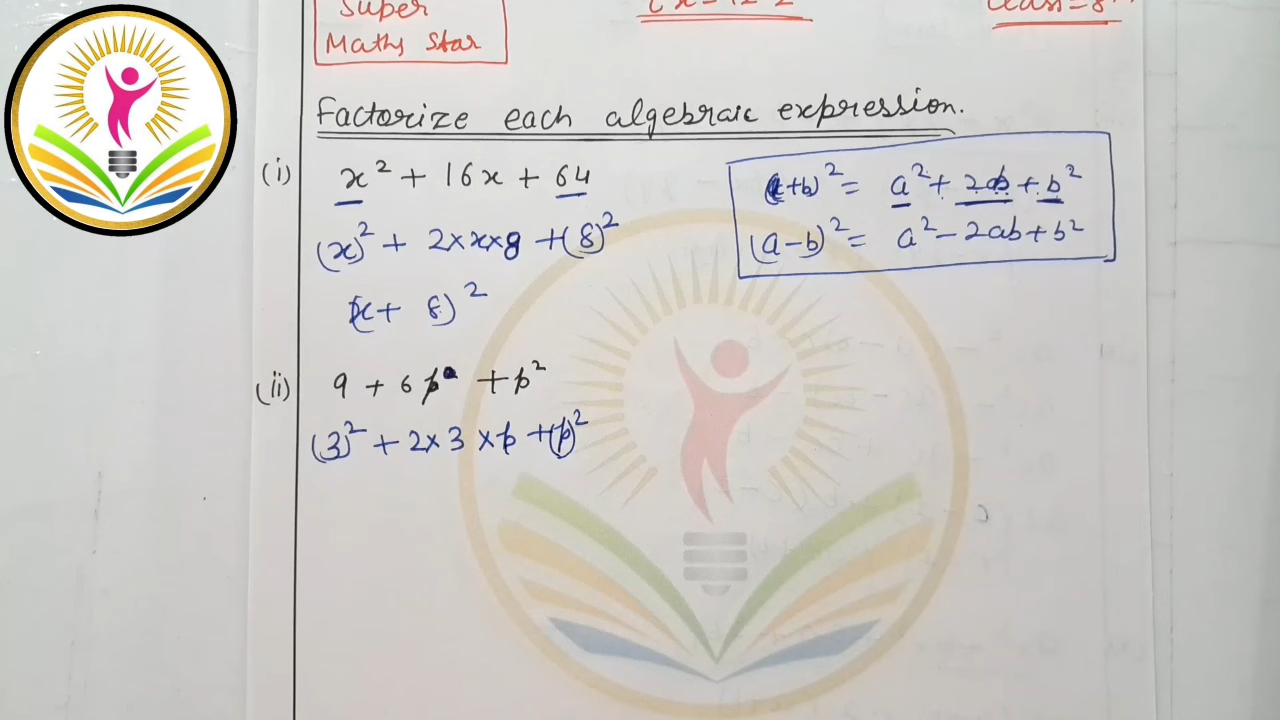 Super
Maths Star
Factorize each algebraic expression.
(i) x² + 16x + 64
(x)² + 2×x×8 + (8)²
(x + 8)²
(a+b)² = a² + 2ab + b²
(a-b)² = a² - 2ab + b²
(ii) 9 + 6p + p²
(3)² + 2×3×p + (p)²